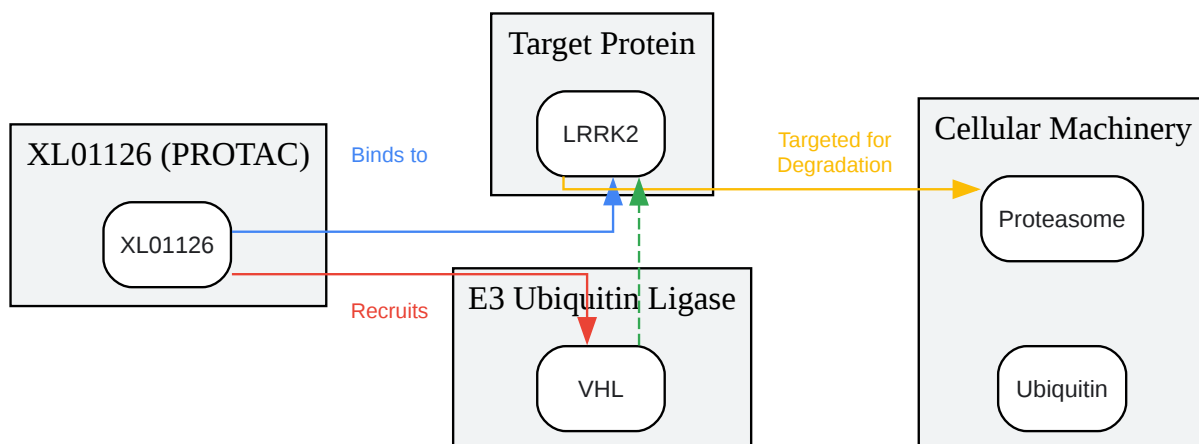 Target Protein
LRRK2
XL01126 (PROTAC)
XL01126
Binds to
Targeted for
Degradation
Cellular Machinery
Proteasome
Recruits
E3 Ubiquitin Ligase
VHL
Ubiquitin